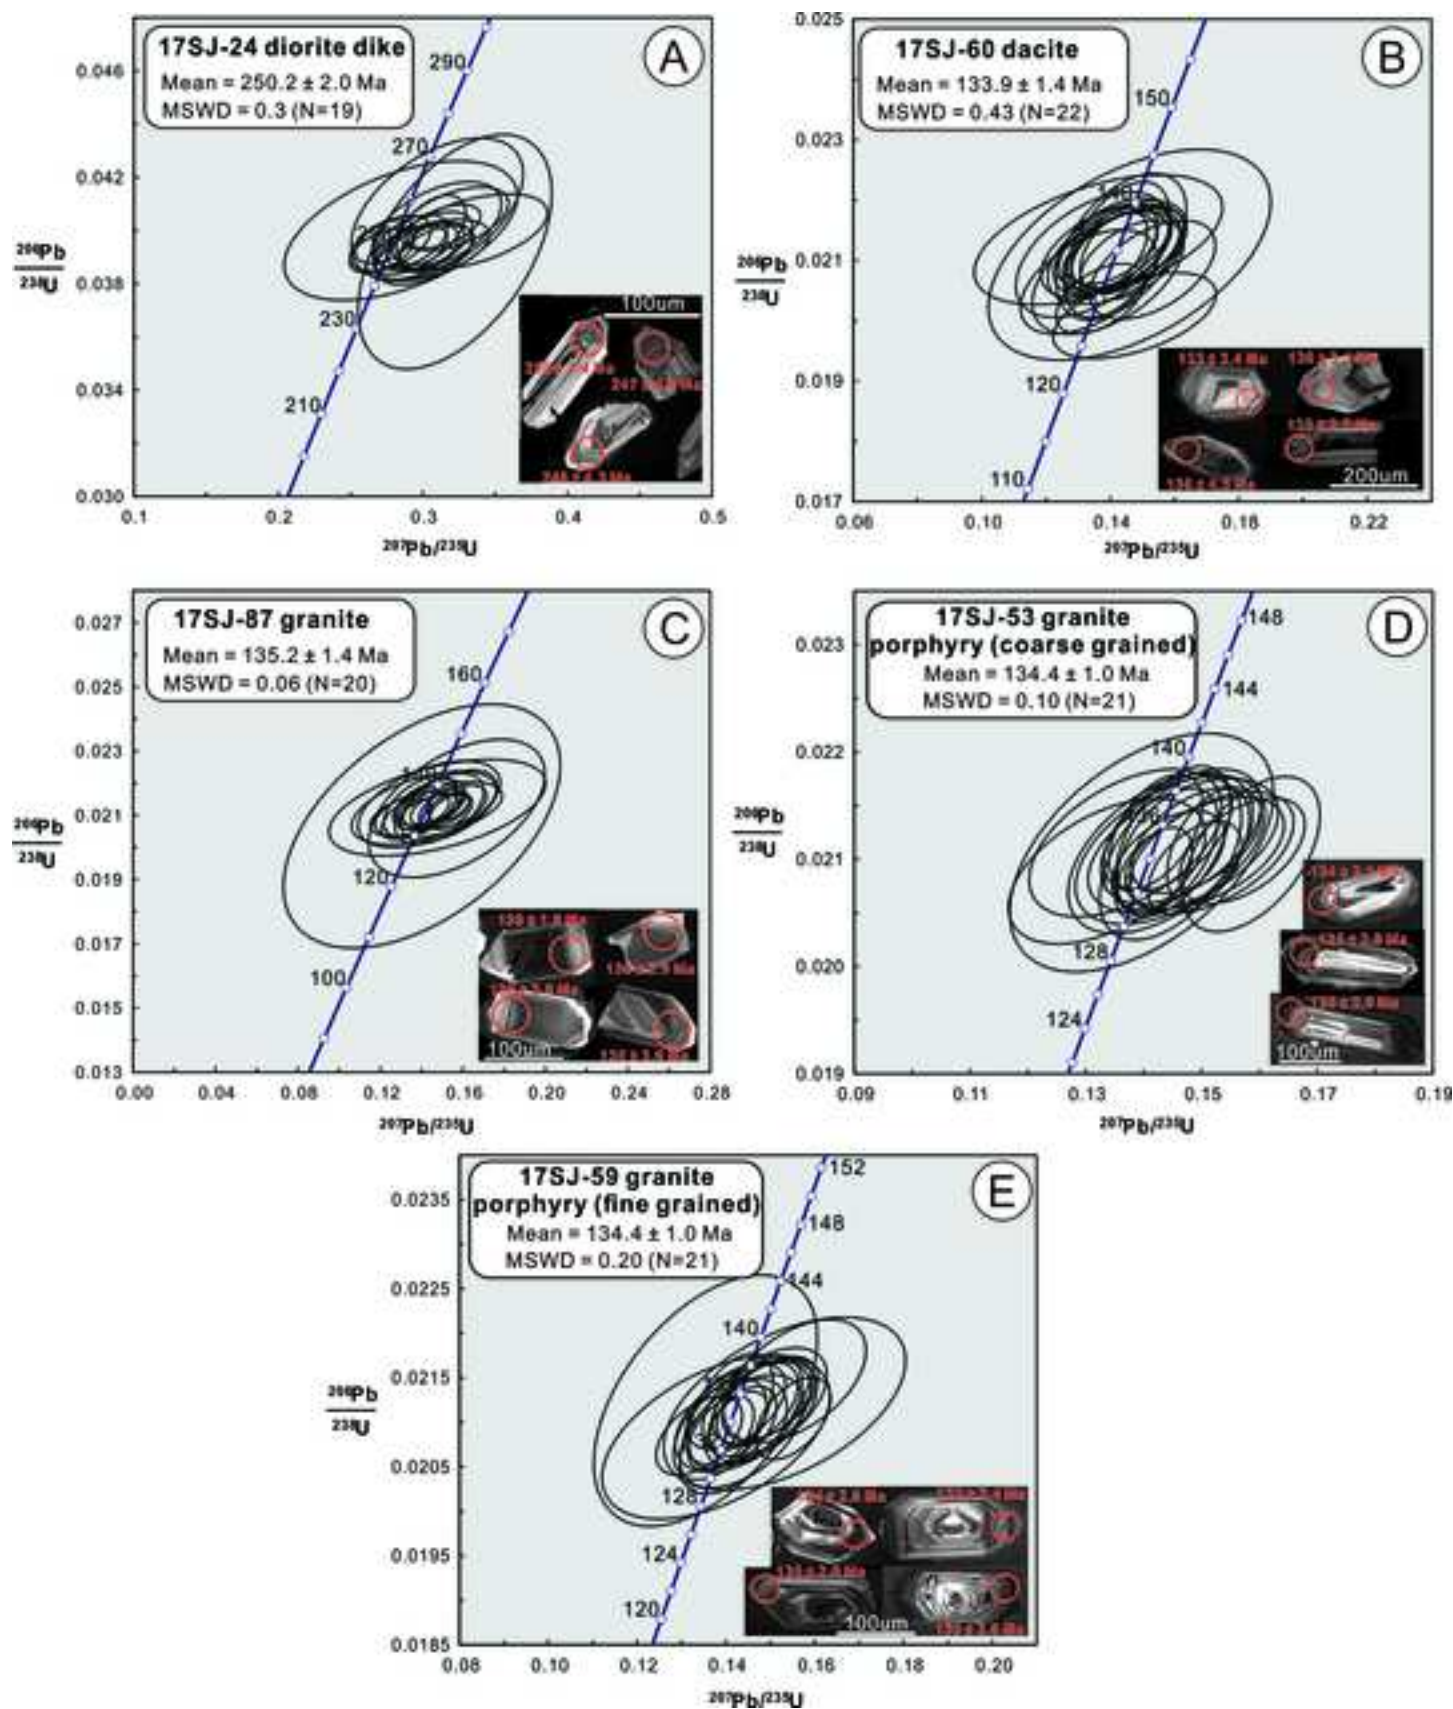 17SJ-24 diorite dike
Mean = 250.2 ± 2.0 Ma
MSWD = 0.3 (N=19)
A
290
270
230
210
0.046
0.042
0.038
0.034
0.030
0.1
0.2
0.3
0.4
0.5
206Pb
238U
207Pb/235U
100um
17SJ-60 dacite
Mean = 133.9 ± 1.4 Ma
MSWD = 0.43 (N=22)
B
150
120
110
0.025
0.023
0.021
0.019
0.017
0.06
0.10
0.14
0.18
0.22
206Pb
238U
207Pb/235U
200um
17SJ-87 granite
Mean = 135.2 ± 1.4 Ma
MSWD = 0.06 (N=20)
C
160
120
100
0.027
0.025
0.023
0.021
0.019
0.017
0.015
0.013
0.00
0.04
0.08
0.12
0.16
0.20
0.24
0.28
206Pb
238U
207Pb/235U
100um
17SJ-53 granite
porphyry (coarse grained)
Mean = 134.4 ± 1.0 Ma
MSWD = 0.10 (N=21)
D
148
144
140
128
124
0.023
0.022
0.021
0.020
0.019
0.09
0.11
0.13
0.15
0.17
0.19
206Pb
238U
207Pb/235U
100um
17SJ-59 granite
porphyry (fine grained)
Mean = 134.4 ± 1.0 Ma
MSWD = 0.20 (N=21)
E
152
148
144
140
128
124
120
0.0235
0.0225
0.0215
0.0205
0.0195
0.0185
0.08
0.10
0.12
0.14
0.16
0.18
0.20
206Pb
238U
207Pb/235U
100um